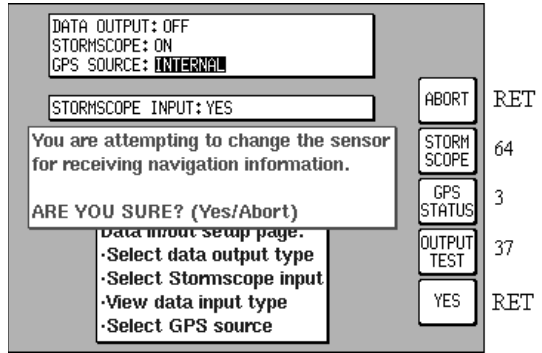 DATA OUTPUT: OFF
STORMSCOPE: ON
GPS SOURCE: INTERNAL
STORMSCOPE INPUT: YES
You are attempting to change the sensor
for receiving navigation information.
ARE YOU SURE? (Yes/Abort)
Data in/out setup page:
·Select data output type
·Select Stormscope input
·View data input type
·Select GPS source
ABORT RET
STORM
SCOPE 64
GPS
STATUS 3
OUTPUT
TEST 37
YES RET